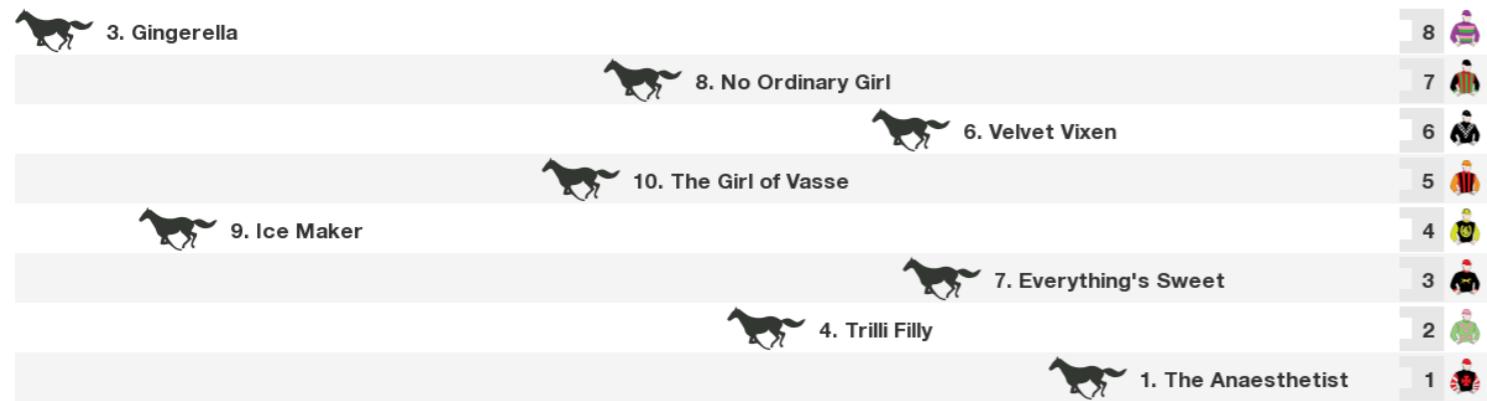 3. Gingerella 8
8. No Ordinary Girl 7
6. Velvet Vixen 6
10. The Girl of Vasse 5
9. Ice Maker 4
7. Everything's Sweet 3
4. Trilli Filly 2
1. The Anaesthetist 1